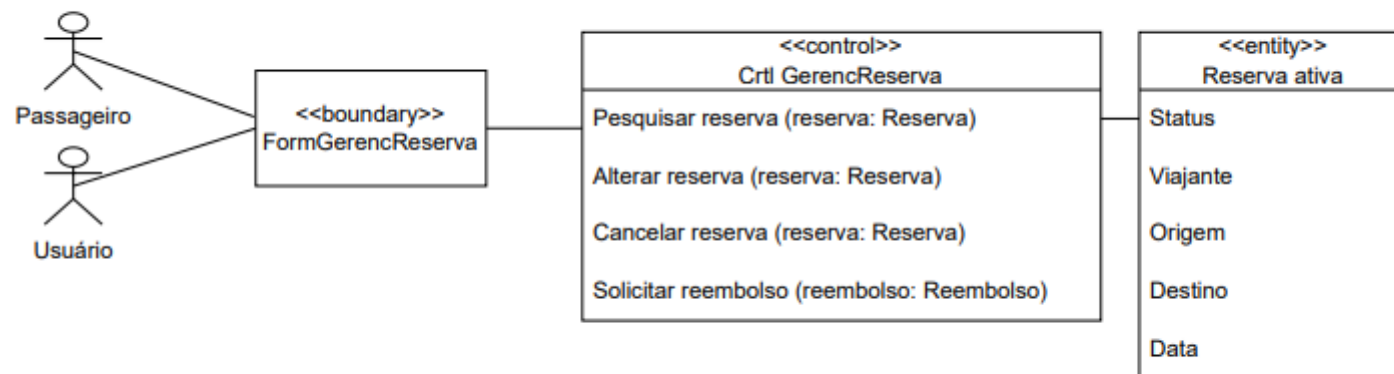 Passageiro
Usuário
<<boundary>>
FormGerencReserva
<<control>>
Crtl GerencReserva
Pesquisar reserva (reserva: Reserva)
Alterar reserva (reserva: Reserva)
Cancelar reserva (reserva: Reserva)
Solicitar reembolso (reembolso: Reembolso)
<<entity>>
Reserva ativa
Status
Viajante
Origem
Destino
Data